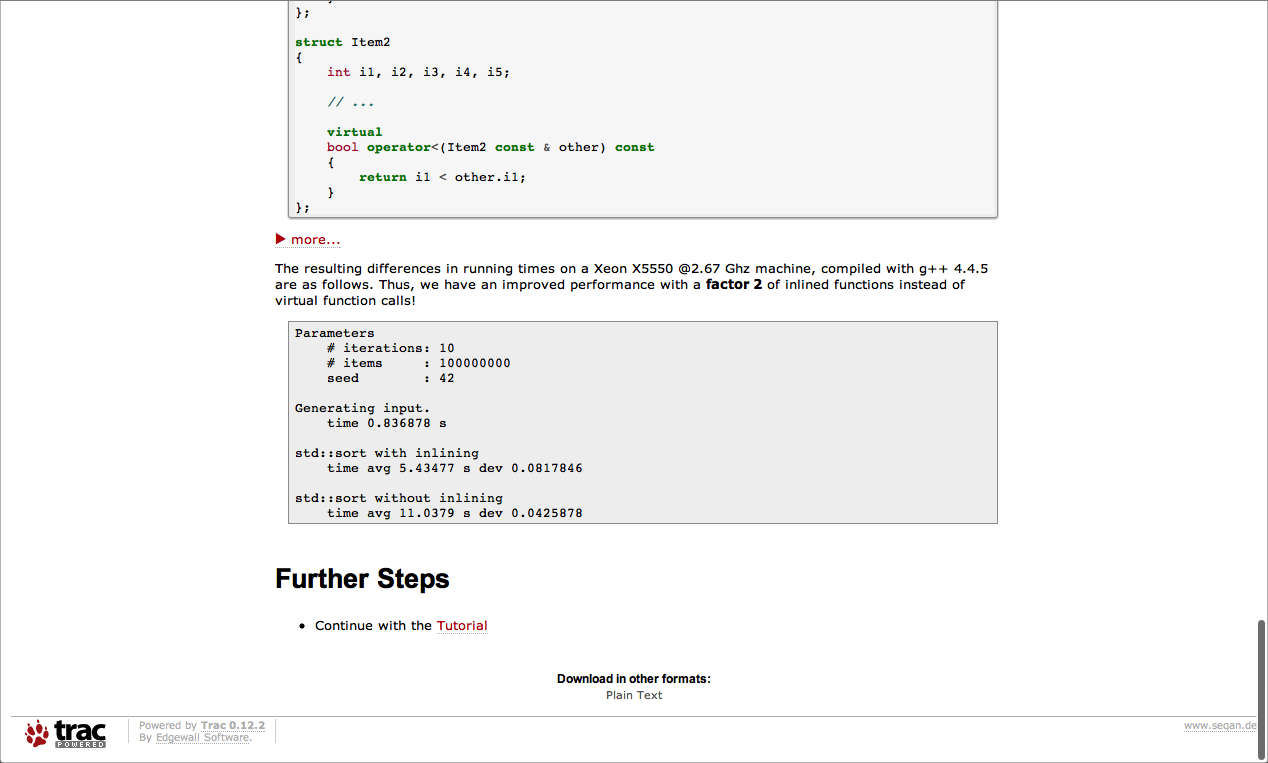 };
struct Item2
{
    int i1, i2, i3, i4, i5;
    // ...
    virtual
    bool operator<(Item2 const & other) const
    {
        return i1 < other.i1;
    }
};
▶ more...
The resulting differences in running times on a Xeon X5550 @2.67 Ghz machine, compiled with g++ 4.4.5
are as follows. Thus, we have an improved performance with a factor 2 of inlined functions instead of
virtual function calls!
Parameters
    # iterations: 10
    # items     : 100000000
    seed        : 42
Generating input.
    time 0.836878 s
std::sort with inlining
    time avg 5.43477 s dev 0.0817846
std::sort without inlining
    time avg 11.0379 s dev 0.0425878
Further Steps
• Continue with the Tutorial
Download in other formats:
Plain Text
trac
POWERED
Powered by Trac 0.12.2
By Edgewall Software.
www.seqan.de